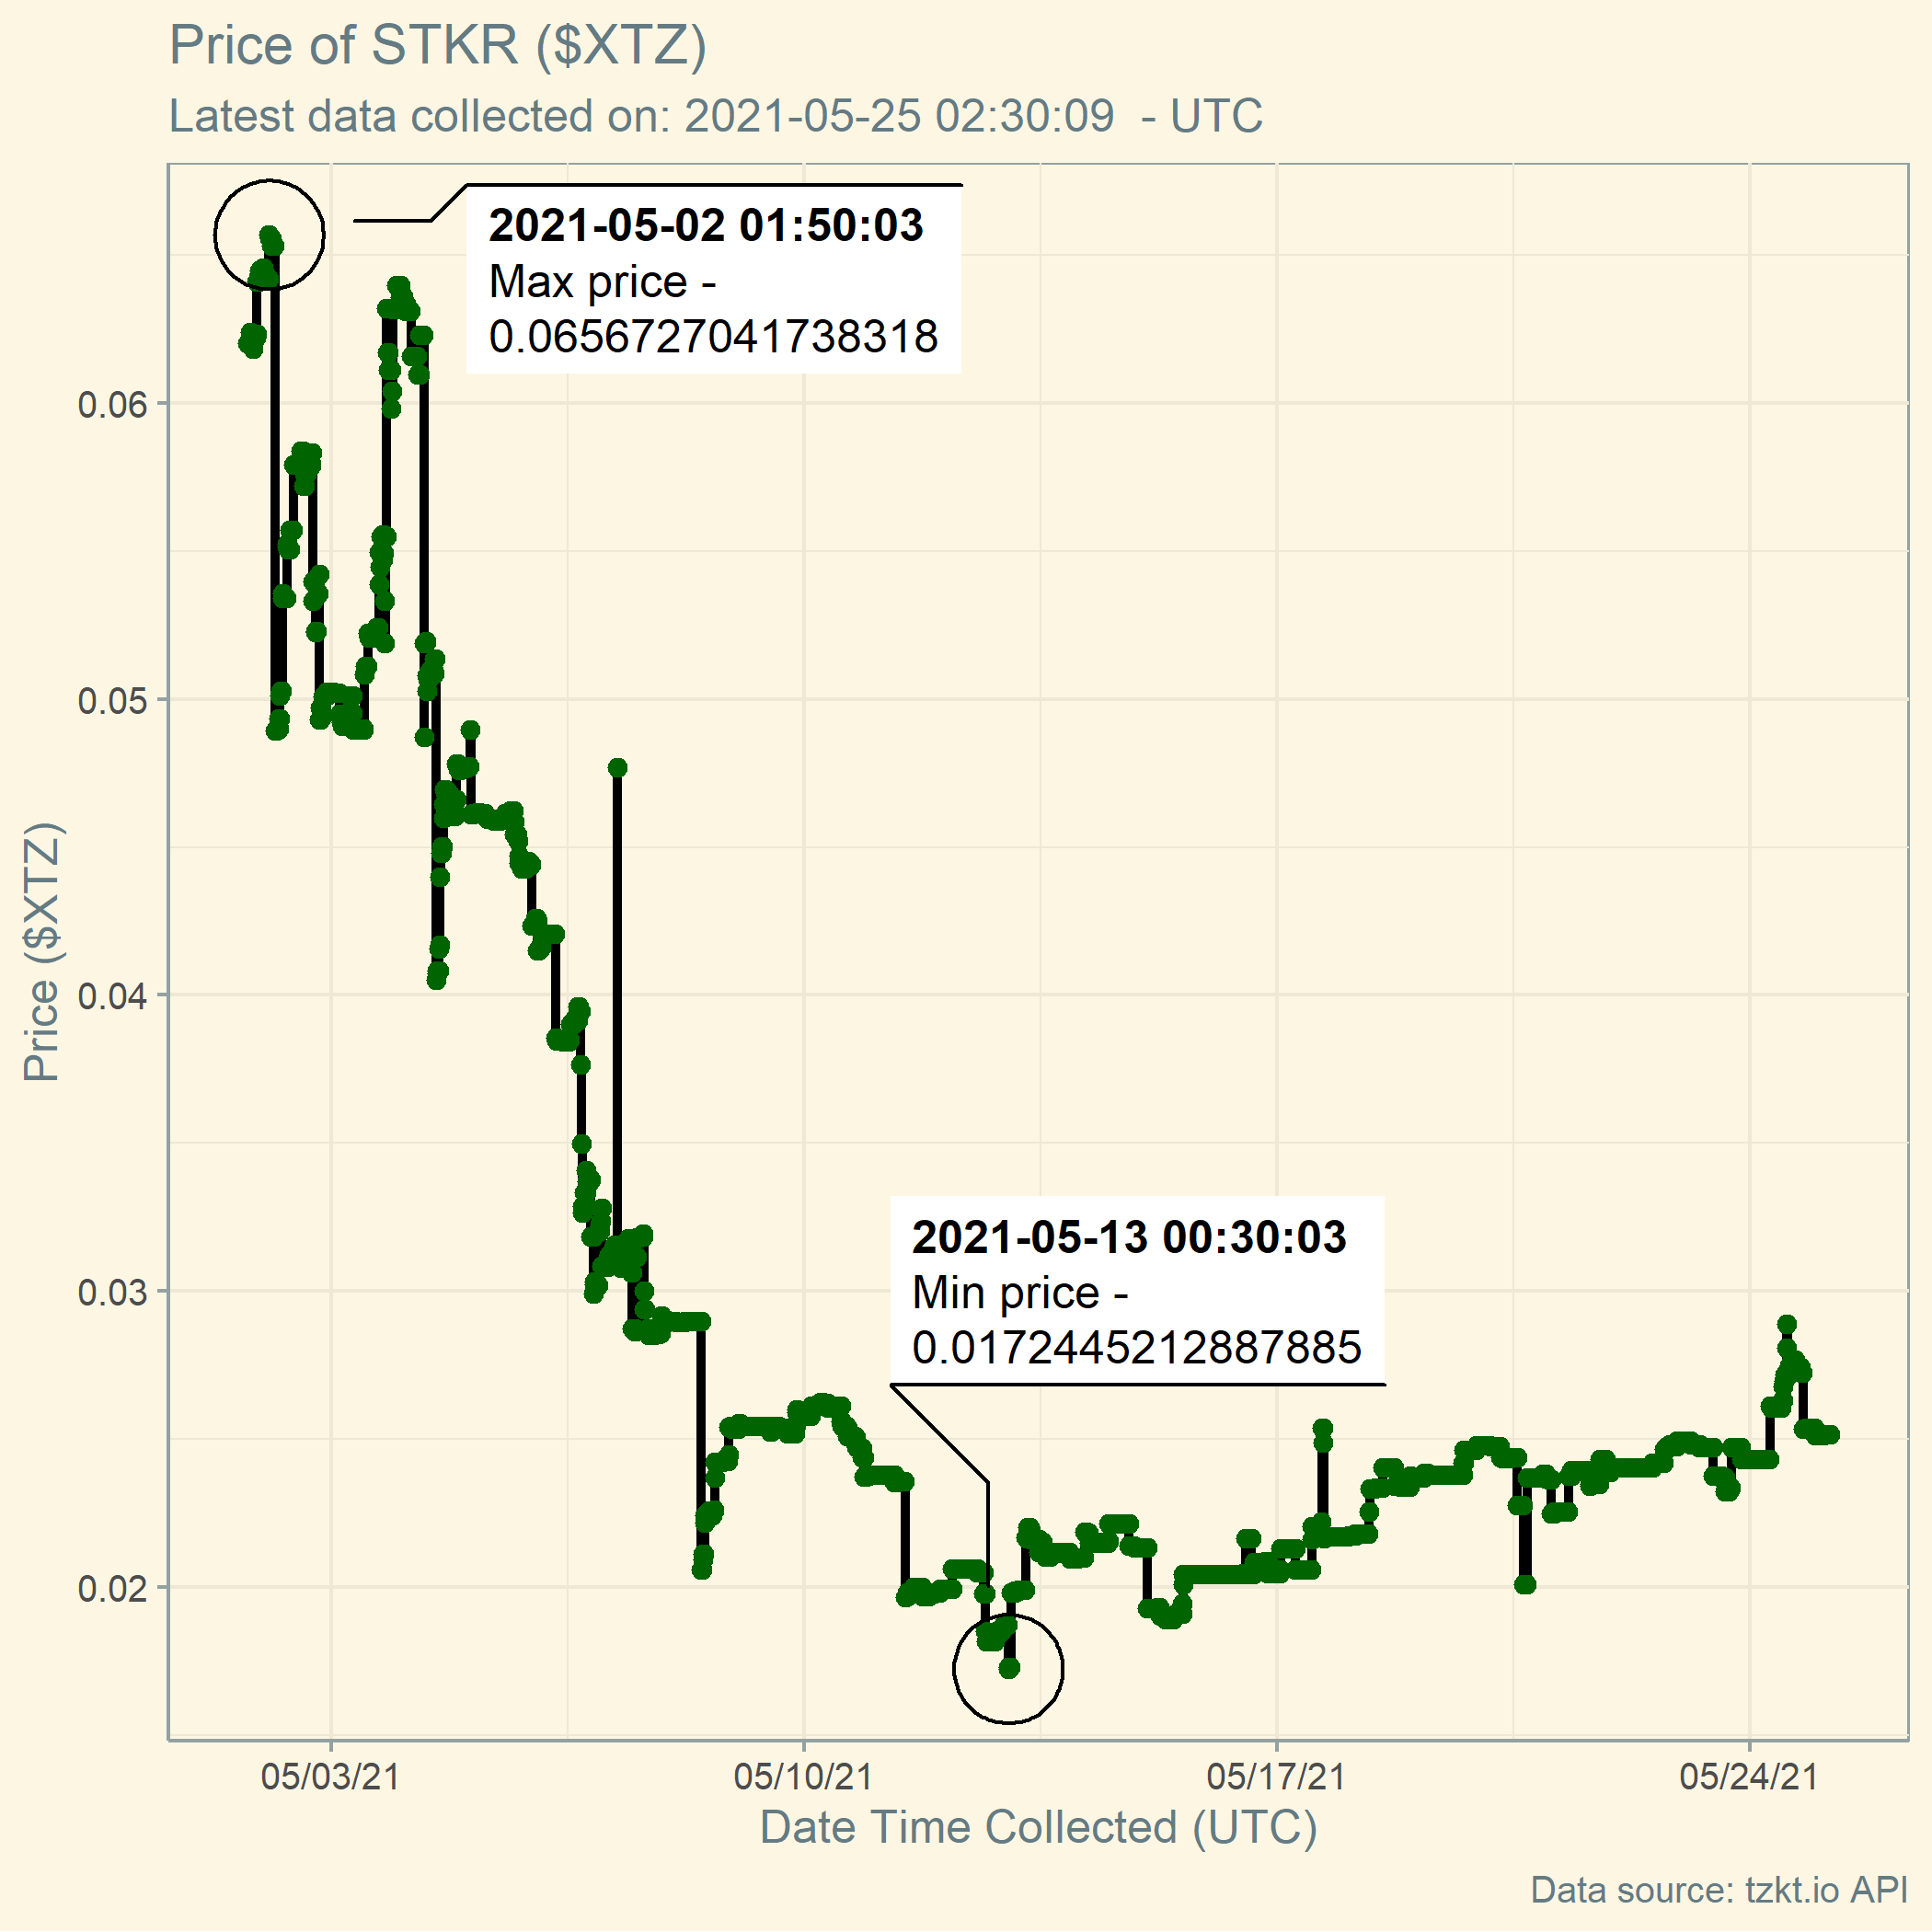 Price of STKR ($XTZ)
Latest data collected on: 2021-05-25 02:30:09  - UTC
2021-05-02 01:50:03
Max price -
0.0656727041738318
0.06
0.05
0.04
0.03
0.02
Price ($XTZ)
2021-05-13 00:30:03
Min price -
0.0172445212887885
05/03/21
05/10/21
05/17/21
05/24/21
Date Time Collected (UTC)
Data source: tzkt.io API